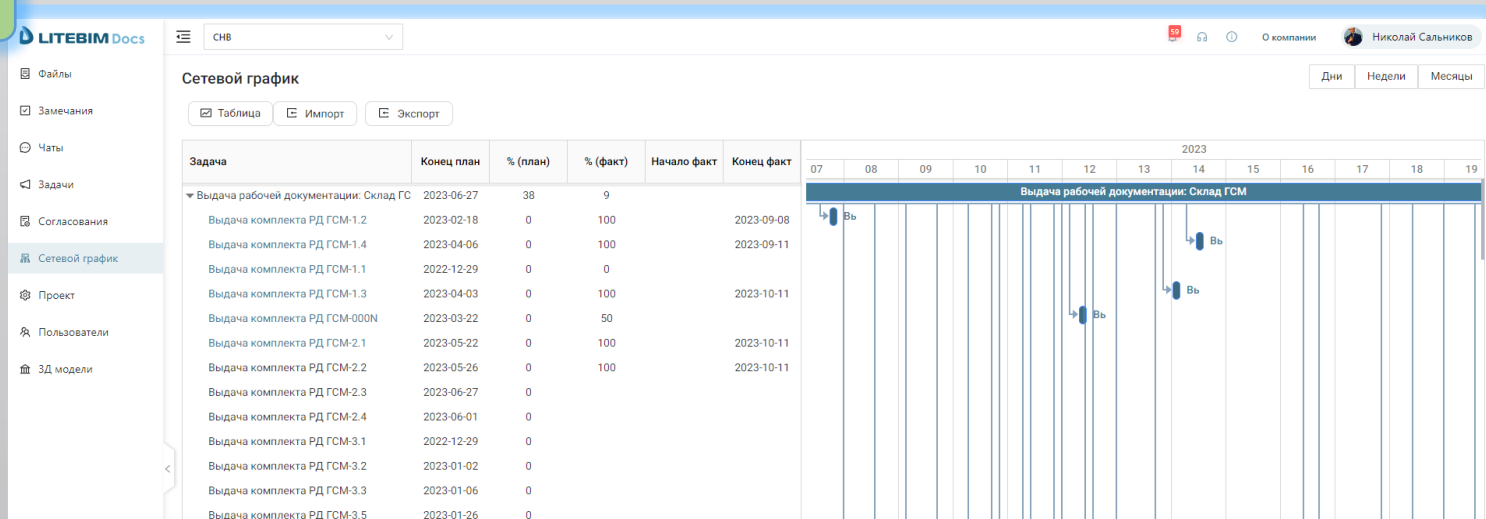 LITEBIM Docs
СНВ
59
О компании
Николай Сальников
Файлы
Замечания
Чаты
Задачи
Согласования
Сетевой график
Проект
Пользователи
3Д модели
Сетевой график
Дни Недели Месяцы
Таблица Импорт Экспорт
Задача Конец план % (план) % (факт) Начало факт Конец факт
2023
07 08 09 10 11 12 13 14 15 16 17 18 19
Выдача рабочей документации: Склад ГС 2023-06-27 38 9
Выдача рабочей документации: Склад ГСМ
Выдача комплекта РД ГСМ-1.2 2023-02-18 0 100 2023-09-08
Вь
Выдача комплекта РД ГСМ-1.4 2023-04-06 0 100 2023-09-11
Вь
Выдача комплекта РД ГСМ-1.1 2022-12-29 0 0
Выдача комплекта РД ГСМ-1.3 2023-04-03 0 100 2023-10-11
Вь
Выдача комплекта РД ГСМ-000N 2023-03-22 0 50
Вь
Выдача комплекта РД ГСМ-2.1 2023-05-22 0 100 2023-10-11
Выдача комплекта РД ГСМ-2.2 2023-05-26 0 100 2023-10-11
Выдача комплекта РД ГСМ-2.3 2023-06-27 0
Выдача комплекта РД ГСМ-2.4 2023-06-01 0
Выдача комплекта РД ГСМ-3.1 2022-12-29 0
Выдача комплекта РД ГСМ-3.2 2023-01-02 0
Выдача комплекта РД ГСМ-3.3 2023-01-06 0
Выдача комплекта РД ГСМ-3.5 2023-01-26 0